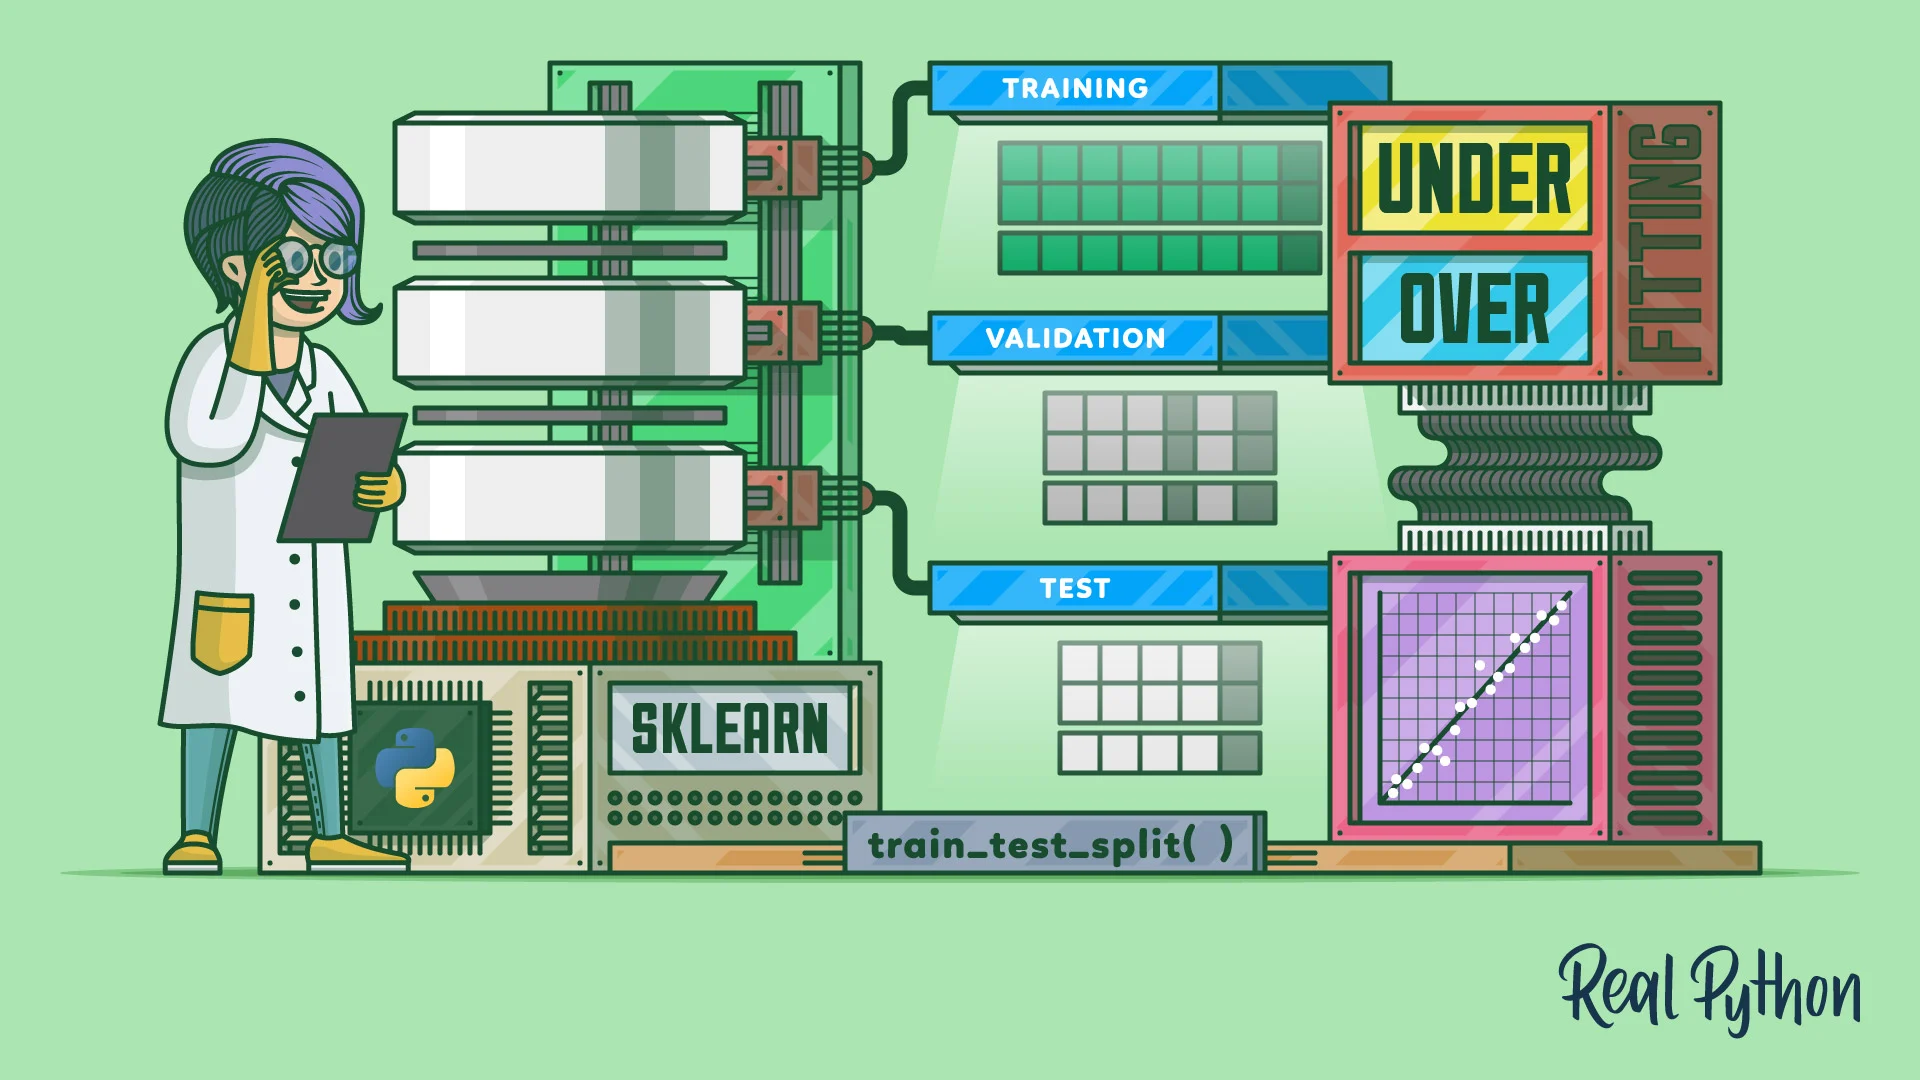 TRAINING
UNDER
OVER
FITTING
VALIDATION
TEST
SKLEARN
train_test_split( )
Real Python